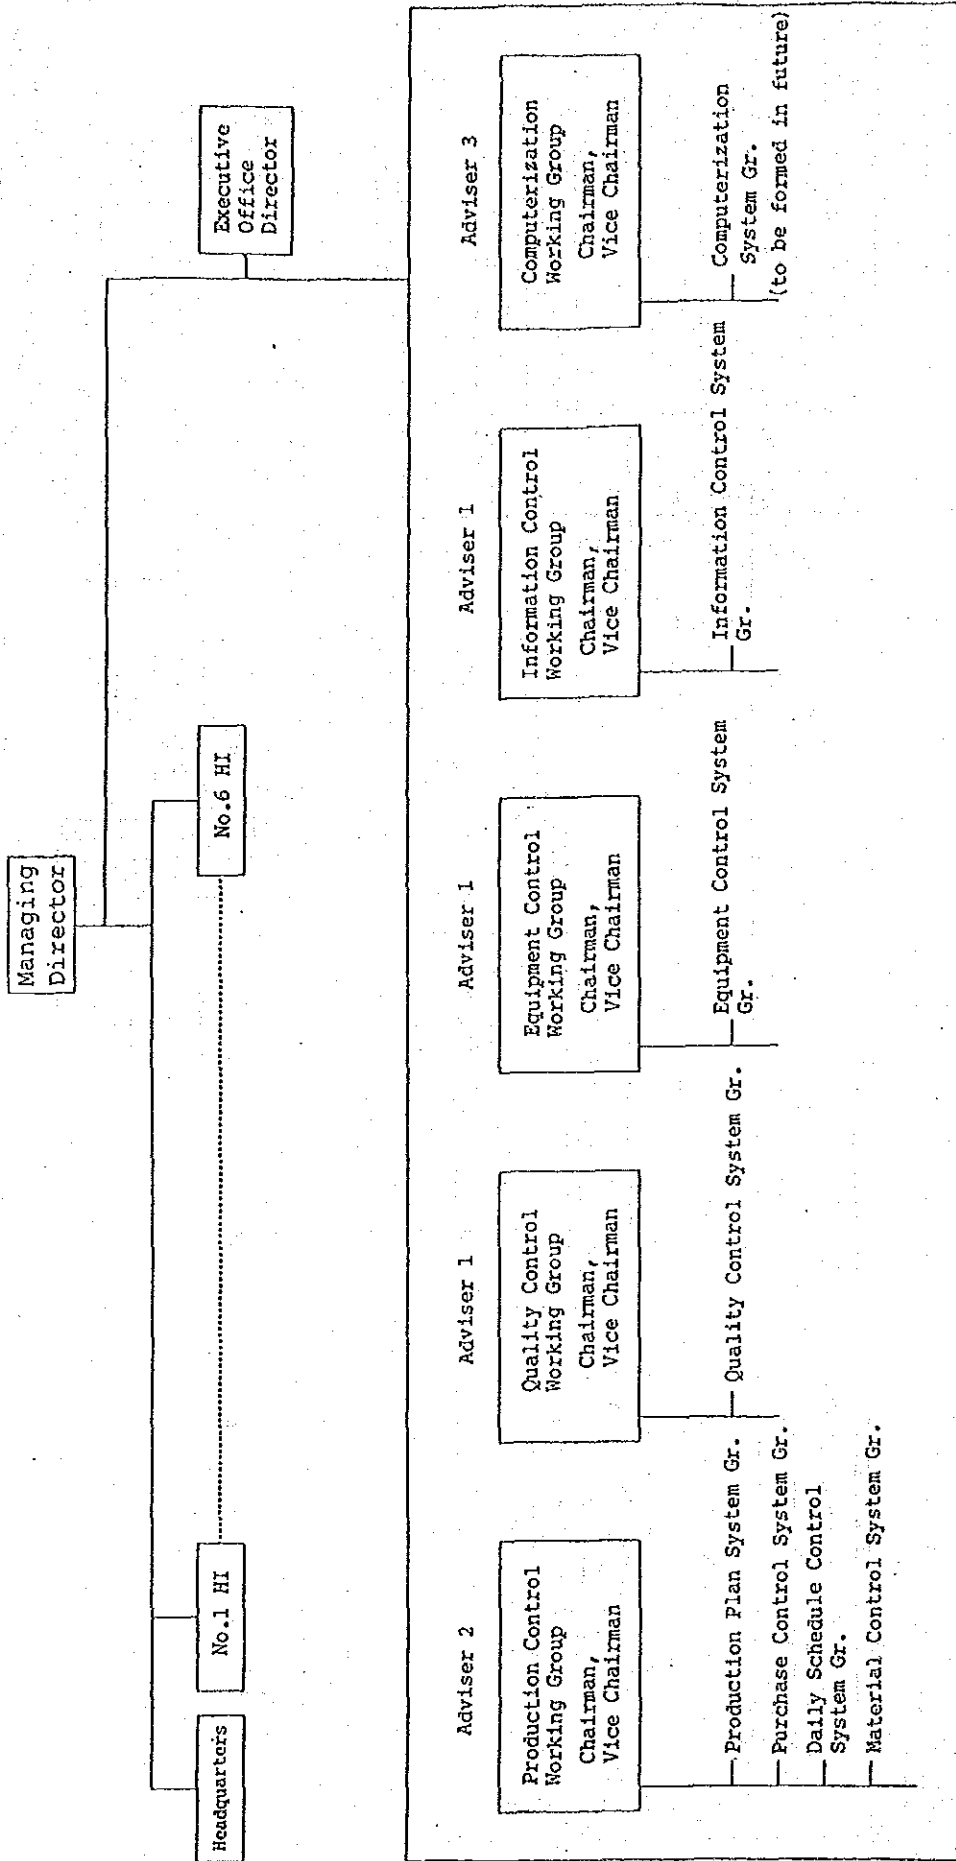 Managing
Director
Headquarters
No.1 HI
No.6 HI
Executive
Office
Director
Adviser 2
Production Control
Working Group
Chairman,
Vice Chairman
Production Plan System Gr.
Purchase Control System Gr.
Daily Schedule Control
System Gr.
Material Control System Gr.
Adviser 1
Quality Control
Working Group
Chairman,
Vice Chairman
Quality Control System Gr.
Adviser 1
Equipment Control
Working Group
Chairman,
Vice Chairman
Equipment Control System
Gr.
Adviser 1
Information Control
Working Group
Chairman,
Vice Chairman
Information Control System
Gr.
Adviser 3
Computerization
Working Group
Chairman,
Vice Chairman
Computerization
System Gr.
(to be formed in future)